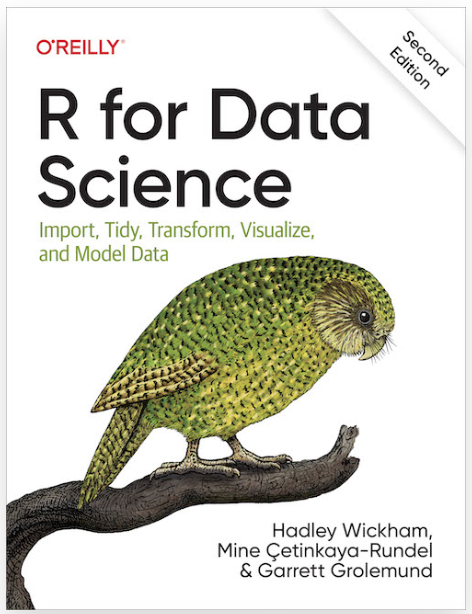 O'REILLY®
Second
Edition
R for Data
Science
Import, Tidy, Transform, Visualize,
and Model Data
Hadley Wickham,
Mine Çetinkaya-Rundel
& Garrett Grolemund